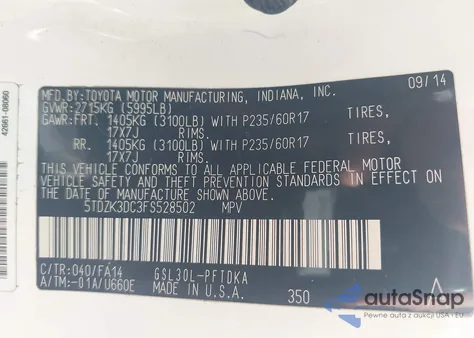 42661-08060
MFD.BY:TOYOTA MOTOR MANUFACTURING, INDIANA, INC. 09/14
GVWR:2715KG (5995LB)
GAWR:FRT. 1405KG (3100LB) WITH P235/60R17 TIRES,
17X7J RIMS.
RR. 1405KG (3100LB) WITH P235/60R17 TIRES,
17X7J RIMS.
THIS VEHICLE CONFORMS TO ALL APPLICABLE FEDERAL MOTOR
VEHICLE SAFETY AND THEFT PREVENTION STANDARDS IN EFFECT ON
THE DATE OF MANUFACTURE SHOWN ABOVE.
5TDZK3DC3FS528502 MPV
C/TR:040/FA14 GSL30L-PFTDKA
A/TM:-01A/U660E MADE IN U.S.A. 350 A
autoSnap
Pewne auta z USA i EU